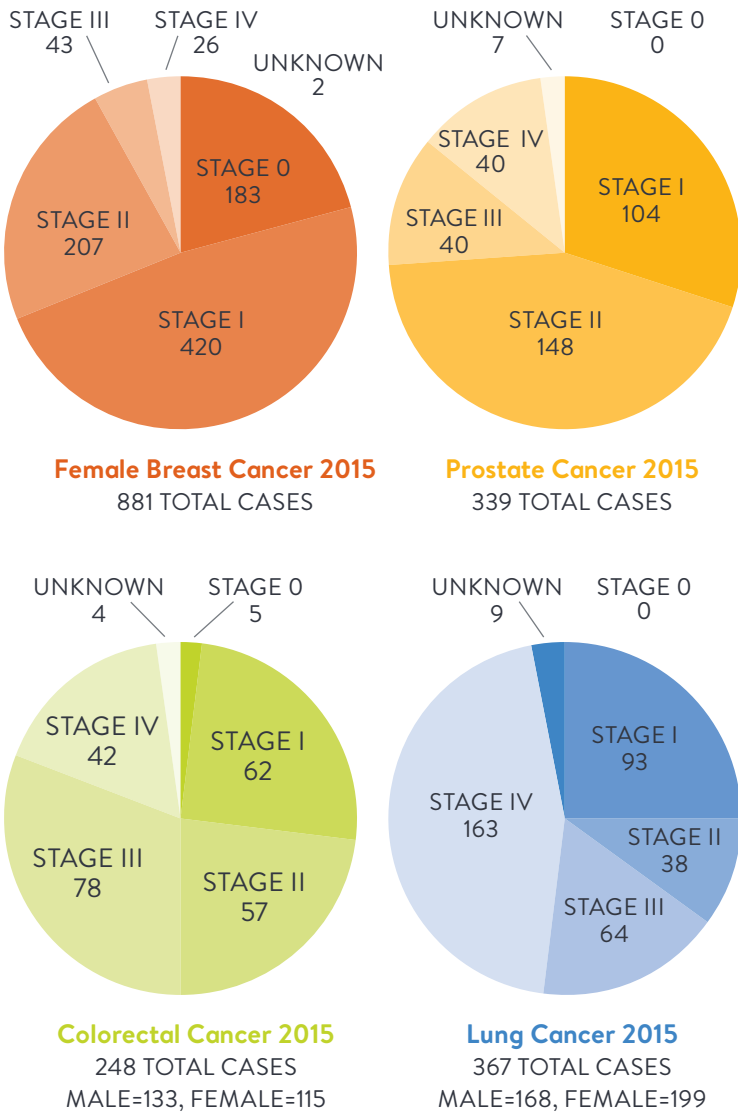 STAGE III
43
STAGE IV
26
UNKNOWN
2
STAGE 0
183
STAGE II
207
STAGE I
420
Female Breast Cancer 2015
881 TOTAL CASES
UNKNOWN
7
STAGE 0
0
STAGE IV
40
STAGE I
104
STAGE III
40
STAGE II
148
Prostate Cancer 2015
339 TOTAL CASES
UNKNOWN
4
STAGE 0
5
STAGE IV
42
STAGE I
62
STAGE III
78
STAGE II
57
Colorectal Cancer 2015
248 TOTAL CASES
MALE=133, FEMALE=115
UNKNOWN
9
STAGE 0
0
STAGE I
93
STAGE IV
163
STAGE II
38
STAGE III
64
Lung Cancer 2015
367 TOTAL CASES
MALE=168, FEMALE=199